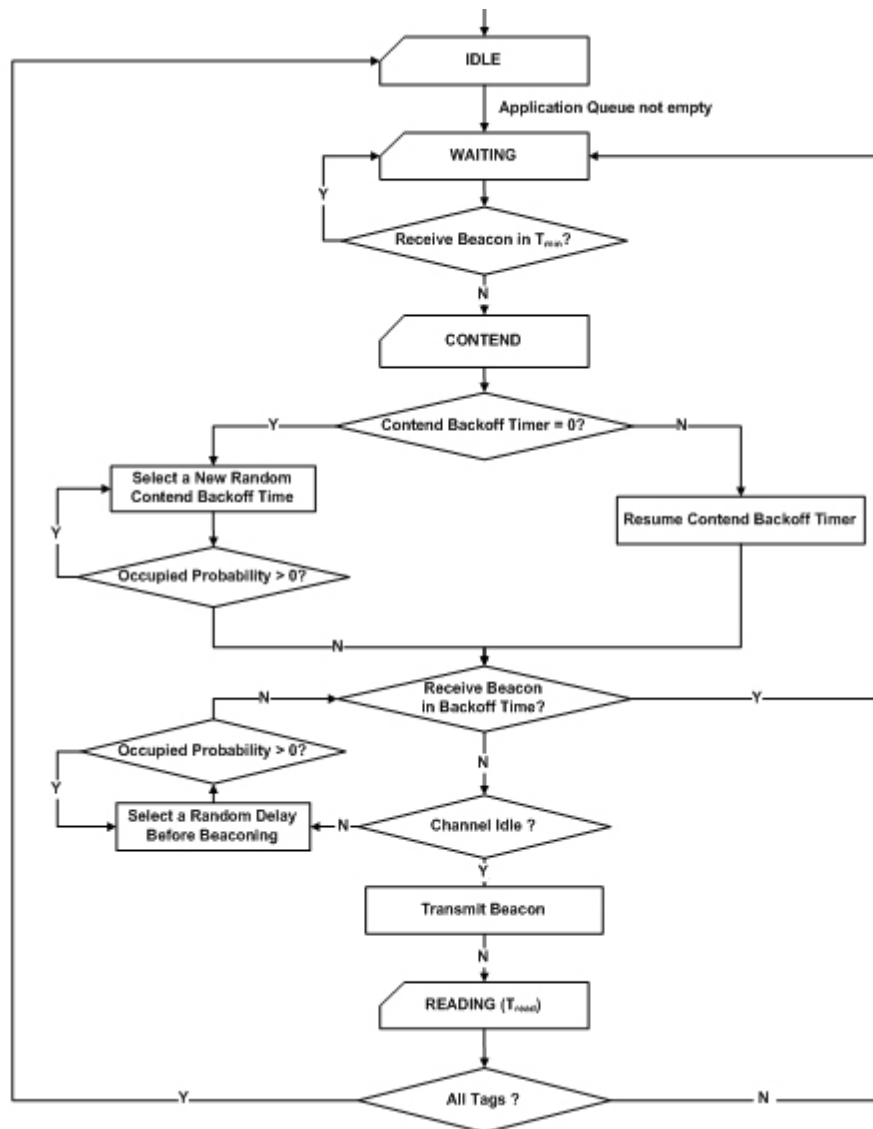 IDLE
Application Queue not empty
WAITING
Y
Receive Beacon in Tmin?
N
CONTEND
Contend Backoff Timer = 0?
Y
N
Select a New Random
Contend Backoff Time
Resume Contend Backoff Timer
Y
Occupied Probability > 0?
N
Receive Beacon
in Backoff Time?
N
Y
Occupied Probability > 0?
N
Y
Select a Random Delay
Before Beaconing
N
Channel Idle ?
Y
Transmit Beacon
N
READING (Tread)
All Tags ?
Y
N